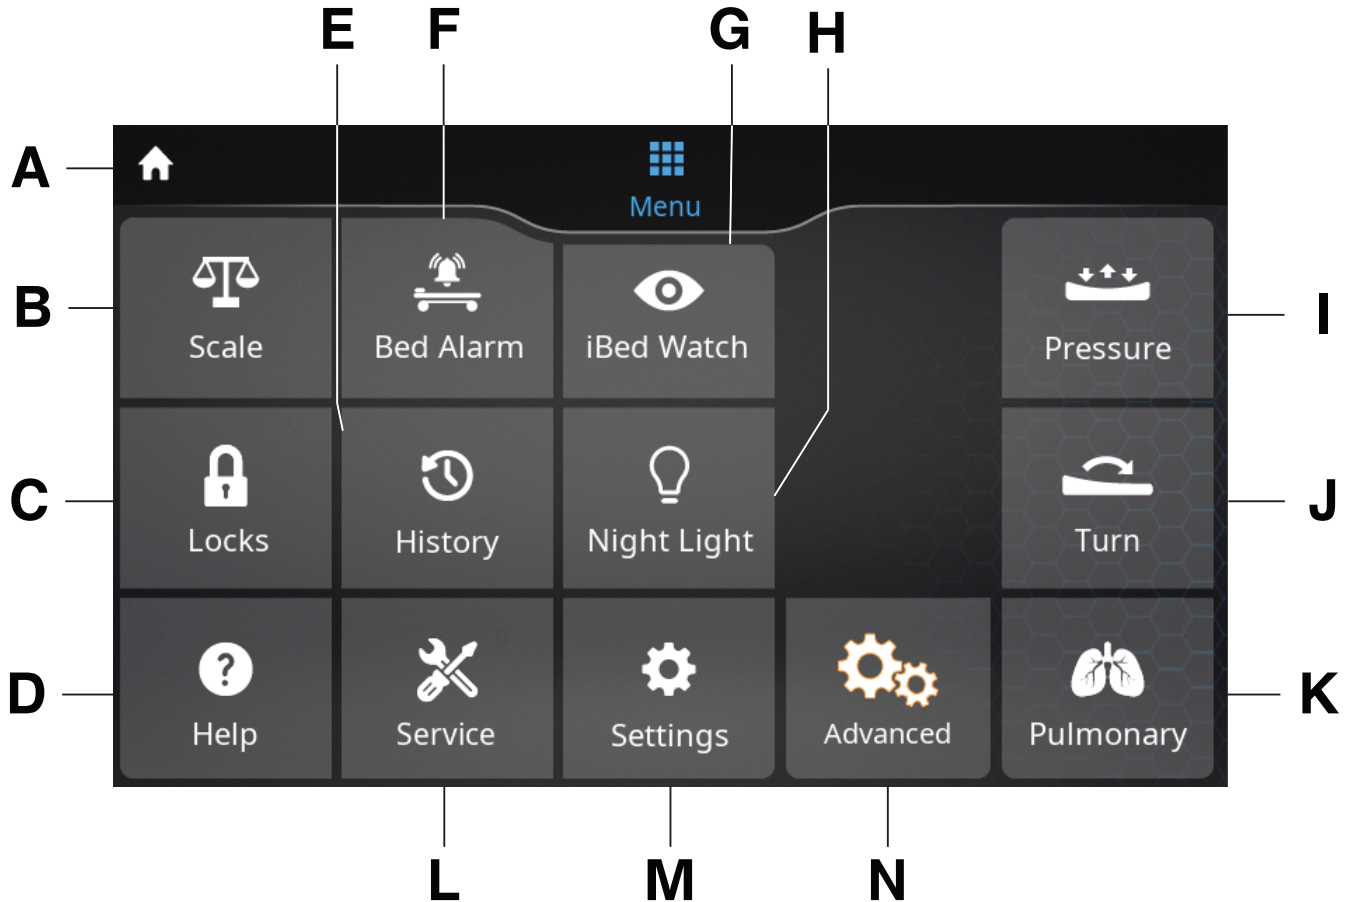 E F G H
A
Menu
B Scale Bed Alarm iBed Watch Pressure I
C Locks History Night Light Turn J
D Help Service Settings Advanced Pulmonary K
L M N